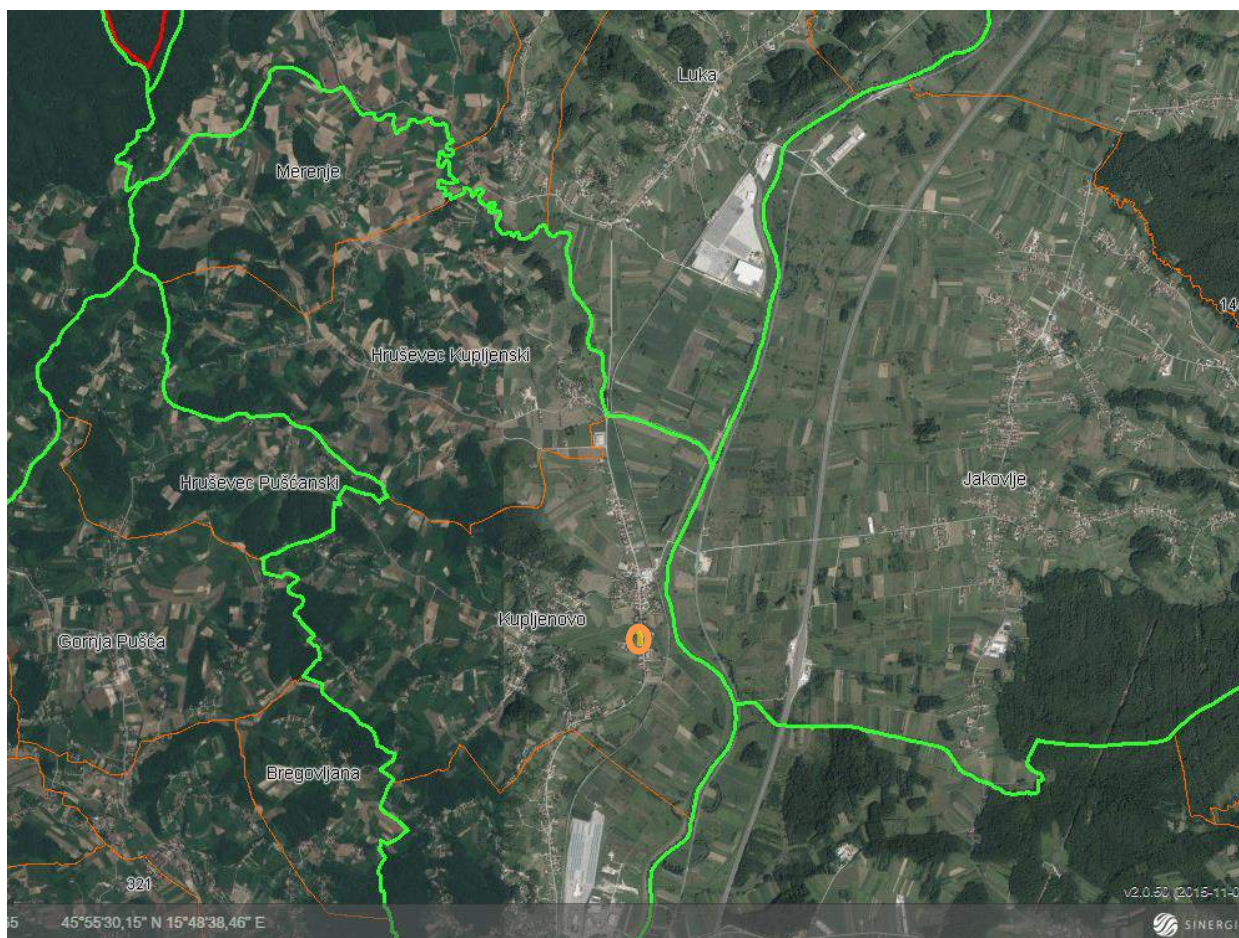 Luka
Merenje
14
Hruševec Kupljenski
Hruševec Pušćanski
Jakovlje
Kupljenovo
Gornja Pušća
Bregovljana
321
v2.0.50 (2015-11-0
55 45°55'30,15" N 15°48'38,46" E
SINERGI